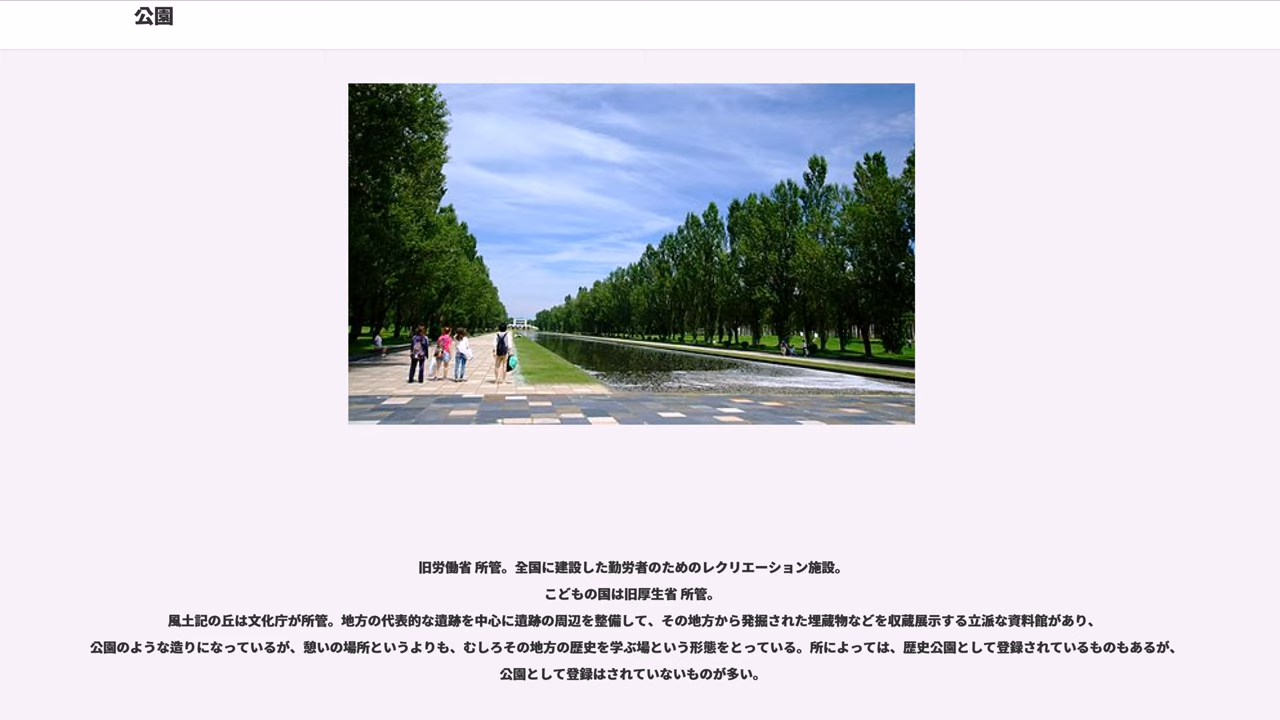 公園
旧労働省 所管。全国に建設した勤労者のためのレクリエーション施設。
こどもの国は旧厚生省 所管。
風土記の丘は文化庁が所管。地方の代表的な遺跡を中心に遺跡の周辺を整備して、その地方から発掘された埋蔵物などを収蔵展示する立派な資料館があり、
公園のような造りになっているが、憩いの場所というよりも、むしろその地方の歴史を学ぶ場という形態をとっている。所によっては、歴史公園として登録されているものもあるが、
公園として登録はされていないものが多い。